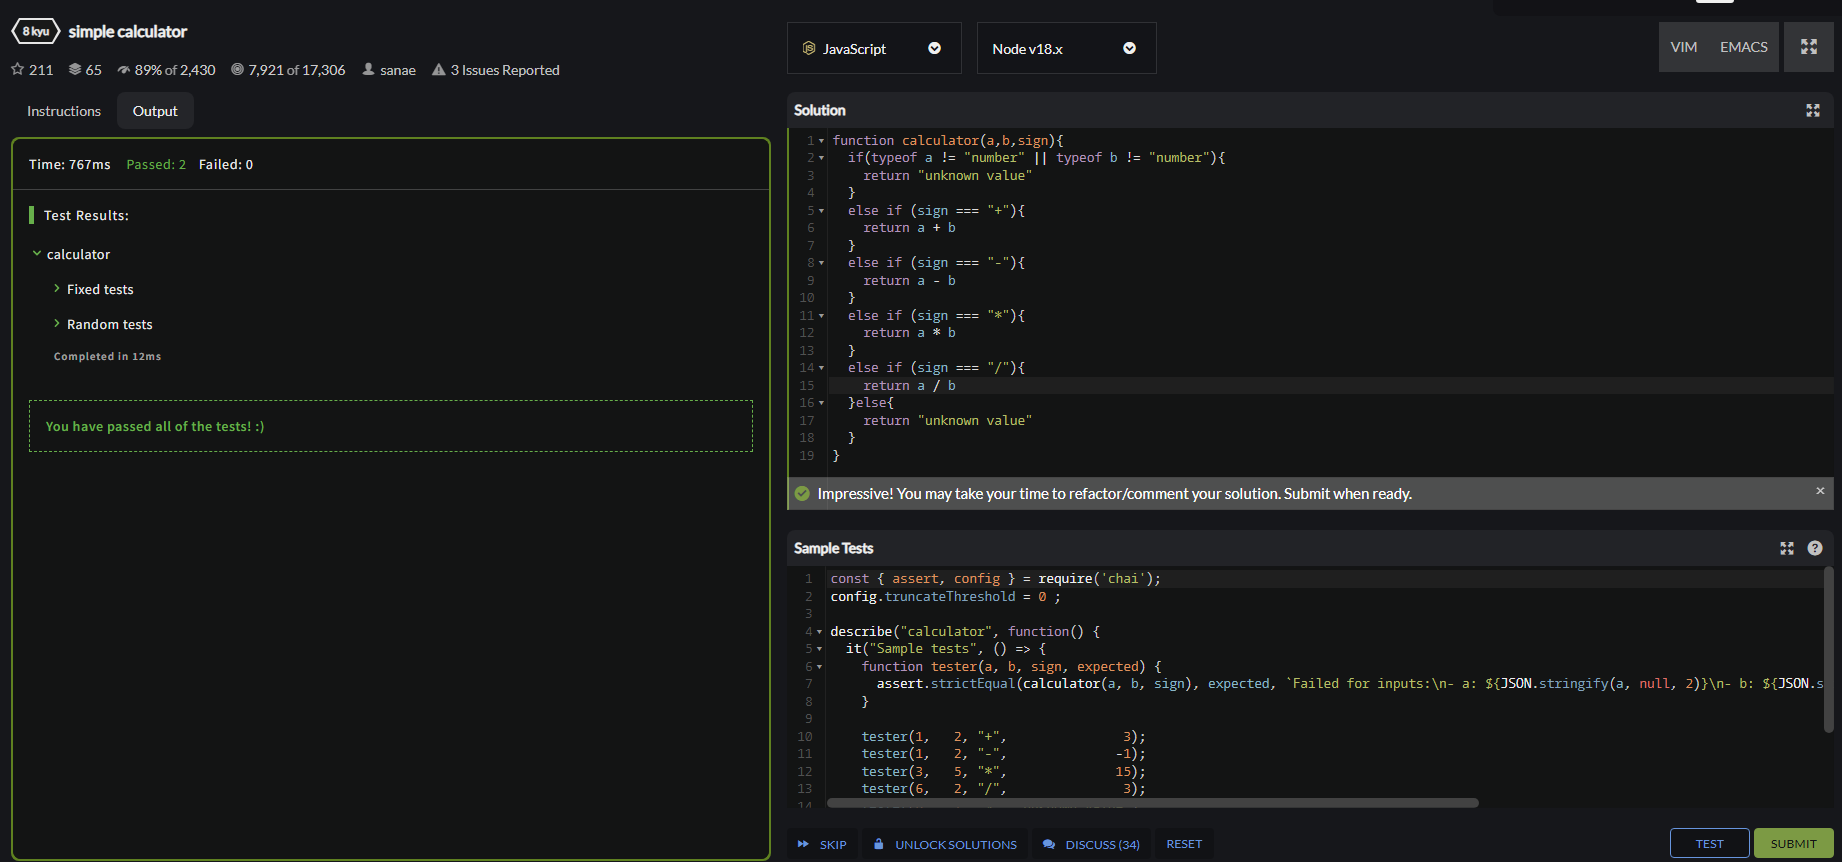 8 kyu simple calculator
211 65 89% of 2,430 7,921 of 17,306 sanae 3 Issues Reported
Instructions Output
Time: 767ms Passed: 2 Failed: 0
Test Results:
calculator
Fixed tests
Random tests
Completed in 12ms
You have passed all of the tests! :)
JavaScript Node v18.x VIM EMACS
Solution
1 function calculator(a,b,sign){
2 if(typeof a != "number" || typeof b != "number"){
3 return "unknown value"
4 }
5 else if (sign === "+"){
6 return a + b
7 }
8 else if (sign === "-"){
9 return a - b
10 }
11 else if (sign === "*"){
12 return a * b
13 }
14 else if (sign === "/"){
15 return a / b
16 }else{
17 return "unknown value"
18 }
19 }
Impressive! You may take your time to refactor/comment your solution. Submit when ready. ×
Sample Tests ?
1 const { assert, config } = require('chai');
2 config.truncateThreshold = 0 ;
3
4 describe("calculator", function() {
5 it("Sample tests", () => {
6 function tester(a, b, sign, expected) {
7 assert.strictEqual(calculator(a, b, sign), expected, `Failed for inputs:\n- a: ${JSON.stringify(a, null, 2)}\n- b: ${JSON.s
8 }
9
10 tester(1, 2, "+", 3);
11 tester(1, 2, "-", -1);
12 tester(3, 5, "*", 15);
13 tester(6, 2, "/", 3);
14
SKIP UNLOCK SOLUTIONS DISCUSS (34) RESET TEST SUBMIT